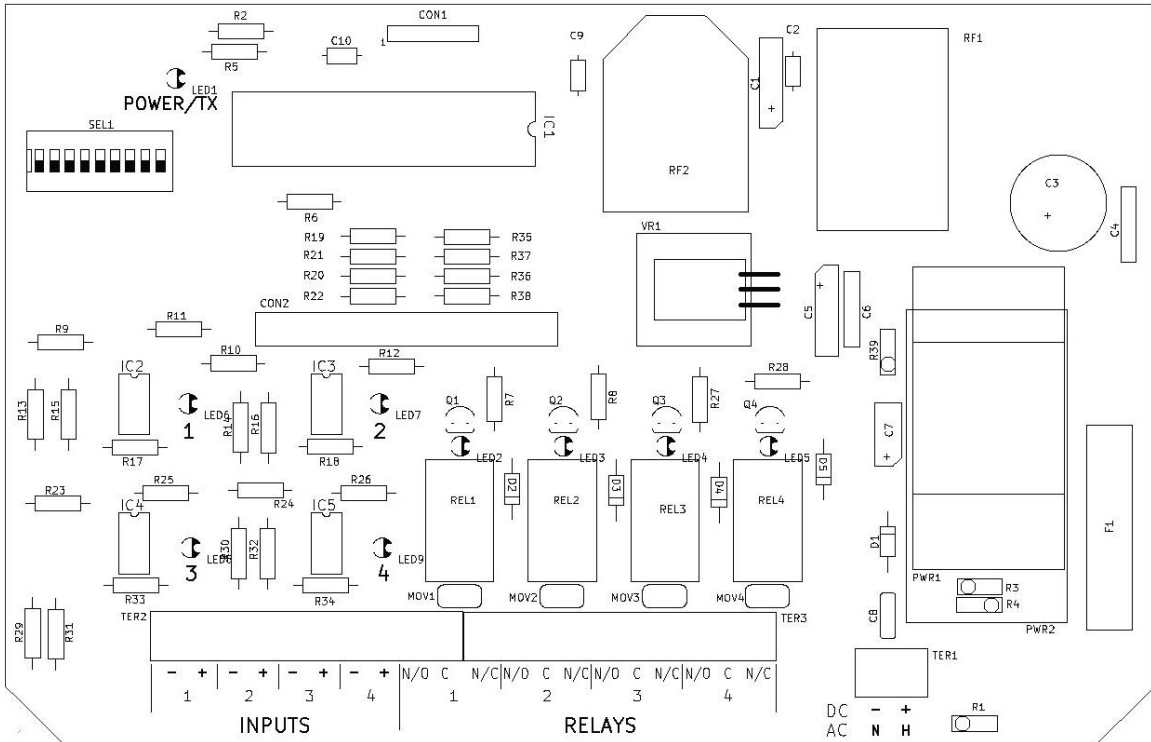 R2
CON1
C10
1
R5
C9
C2
RF1
LED1
POWER/TX
C1
+
SEL1
IC1
RF2
C3
+
C4
R6
R19
R35
R21
R37
R20
R36
R22
R38
VR1
CON2
+
C5
C6
R9
R11
R10
R12
R39
R28
IC2
IC3
R13
R15
LED6
1
R14
R16
LED7
2
Q1
R7
Q2
R8
Q3
R27
Q4
C7
+
R17
R18
LED2
LED3
LED4
LED5
D5
R23
R25
R24
R26
REL1
D2
REL2
D3
REL3
D4
REL4
F1
IC4
IC5
LED8
3
R30
R32
LED9
4
D1
R33
R34
MOV1
MOV2
MOV3
MOV4
PWR1
R3
R4
TER2
TER3
C8
PWR2
R29
R31
TER1
- + - + - + - + N/O C N/C N/O C N/C N/O C N/C N/O C N/C
1 2 3 4 1 2 3 4
INPUTS RELAYS
DC - +
AC N H
R1